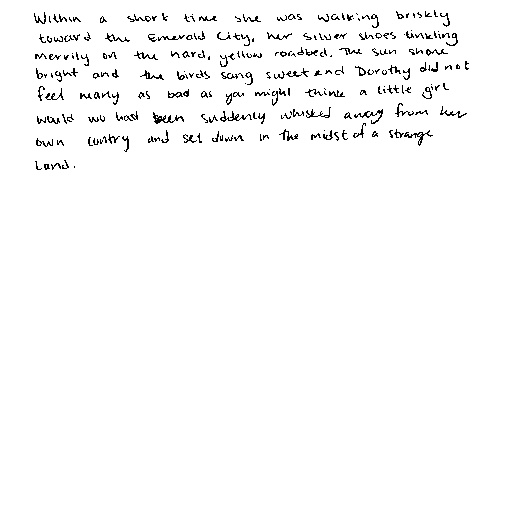 Within a short time she was walking briskly
toward the Emerald City, her silver shoes tinkling
merrily on the hard, yellow roadbed. The sun shone
bright and the birds sang sweet and Dorothy did not
feel nearly as bad as you might think a little girl
would who had been suddenly whisked away from her
own contry and set down in the midst of a strange
land.